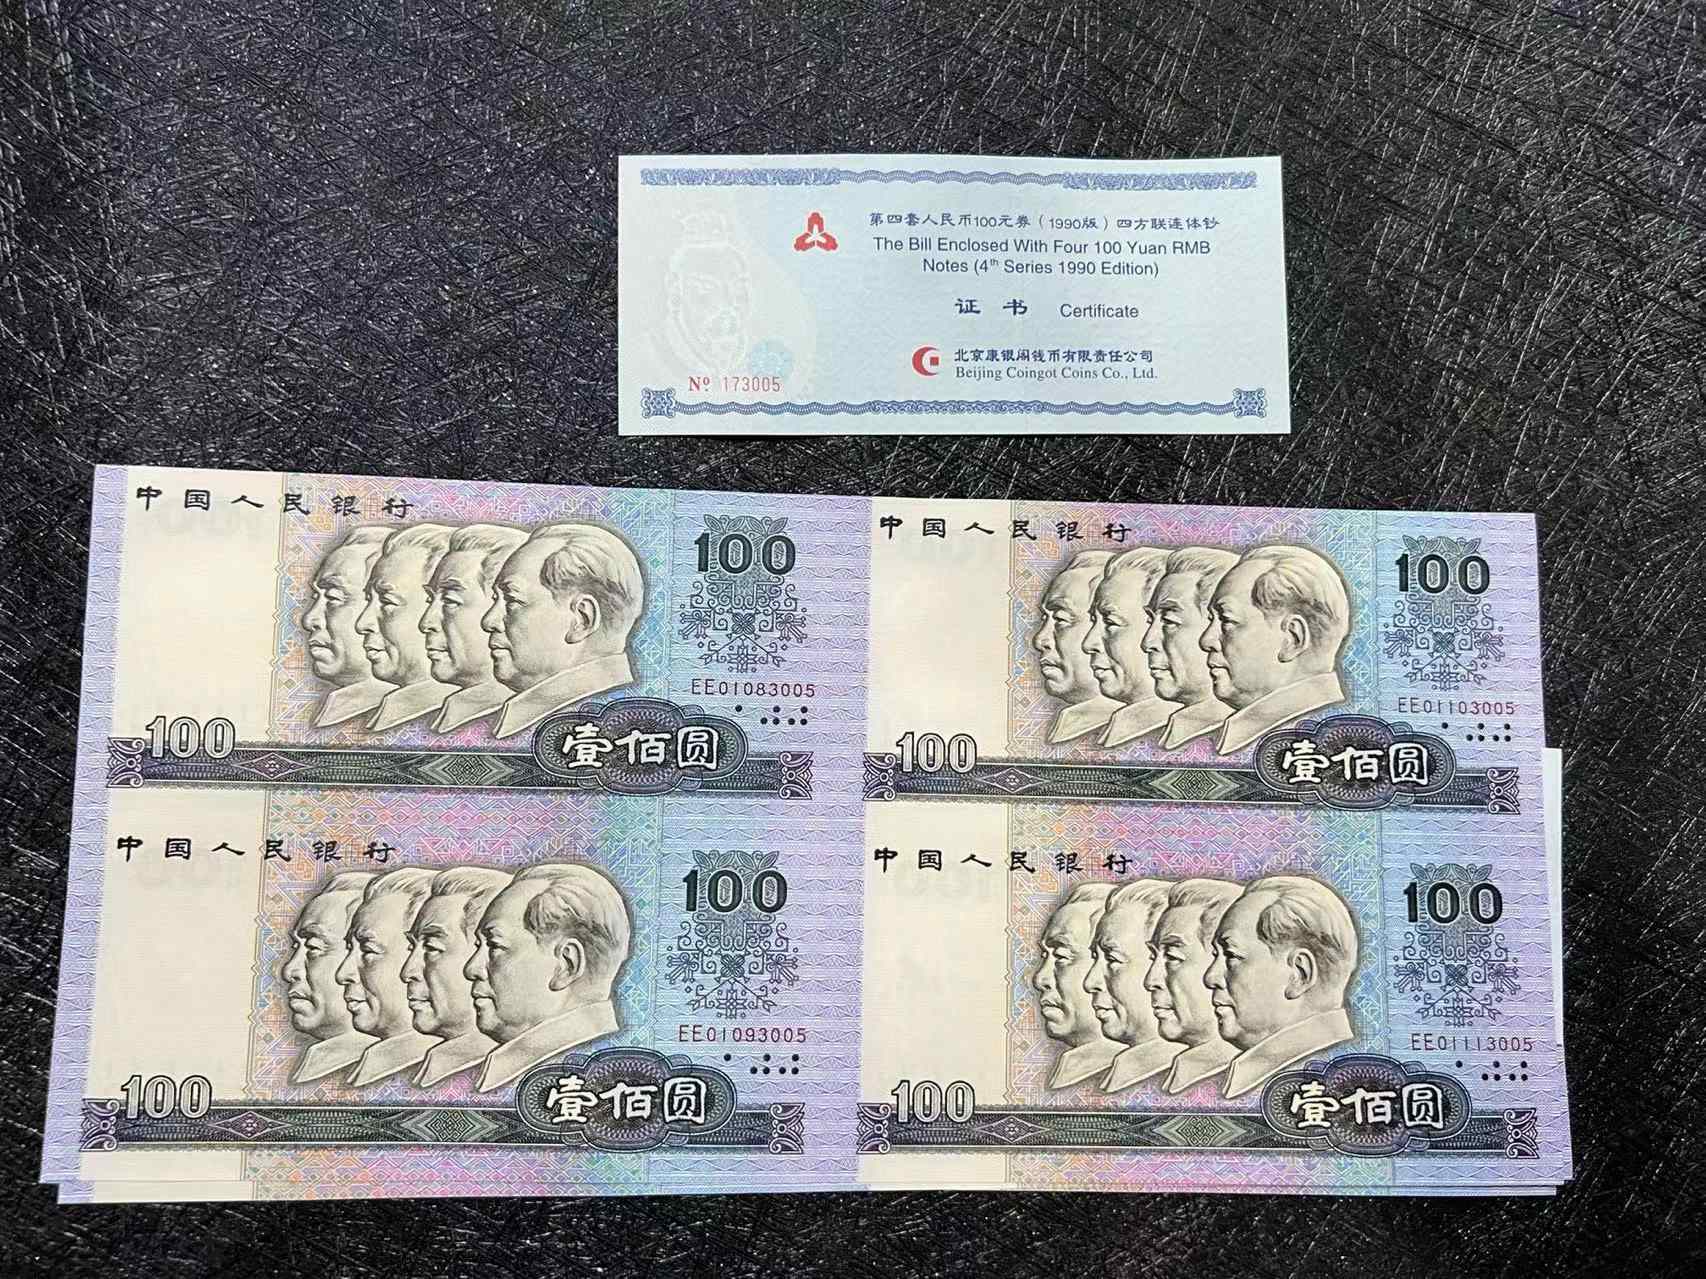 第四套人民币100元券（1990版）四方联连体钞
The Bill Enclosed With Four 100 Yuan RMB
Notes (4th Series 1990 Edition)
证书 Certificate
北京康银阁钱币有限责任公司
Beijing Coingot Coins Co., Ltd.
Nº 173005
中国人民银行
100
EE01083005
100
壹佰圆
中国人民银行
100
EE01103005
100
壹佰圆
中国人民银行
100
EE01093005
100
壹佰圆
中国人民银行
100
EE01113005
100
壹佰圆